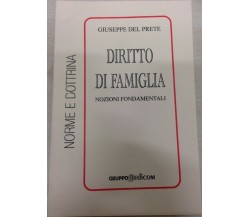 GIUSEPPE DEL PRETE
DIRITTO
DI FAMIGLIA
NOZIONI FONDAMENTALI
NORME E DOTTRINA
GRUPPO@edicom